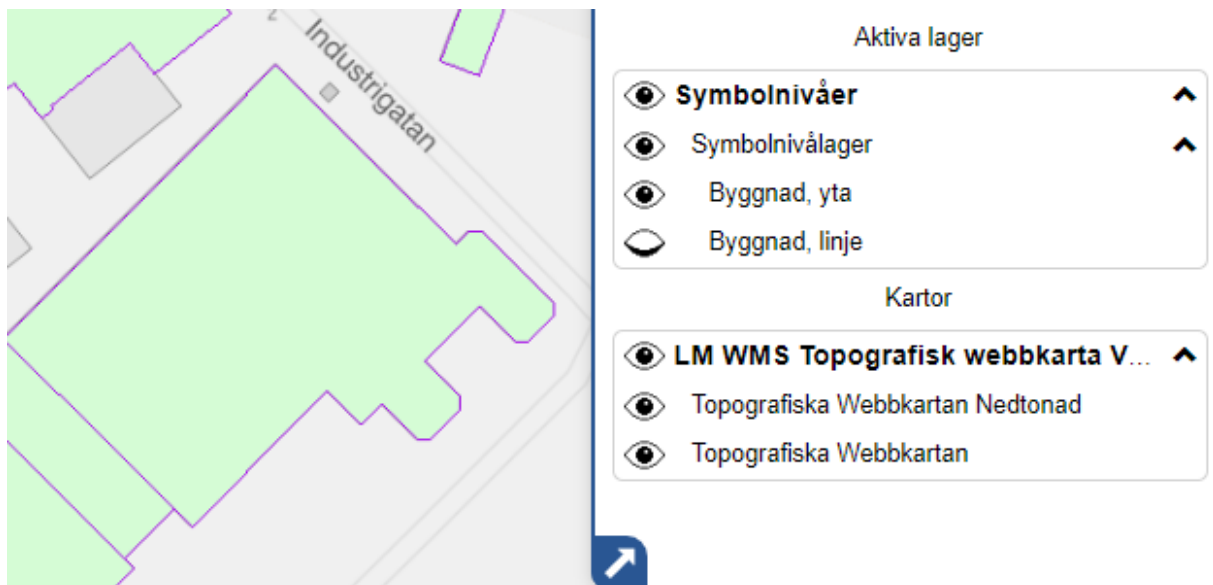 Industrigatan
Aktiva lager
Symbolnivåer
Symbolnivålager
Byggnad, yta
Byggnad, linje
Kartor
LM WMS Topografisk webbkarta V...
Topografiska Webbkartan Nedtonad
Topografiska Webbkartan